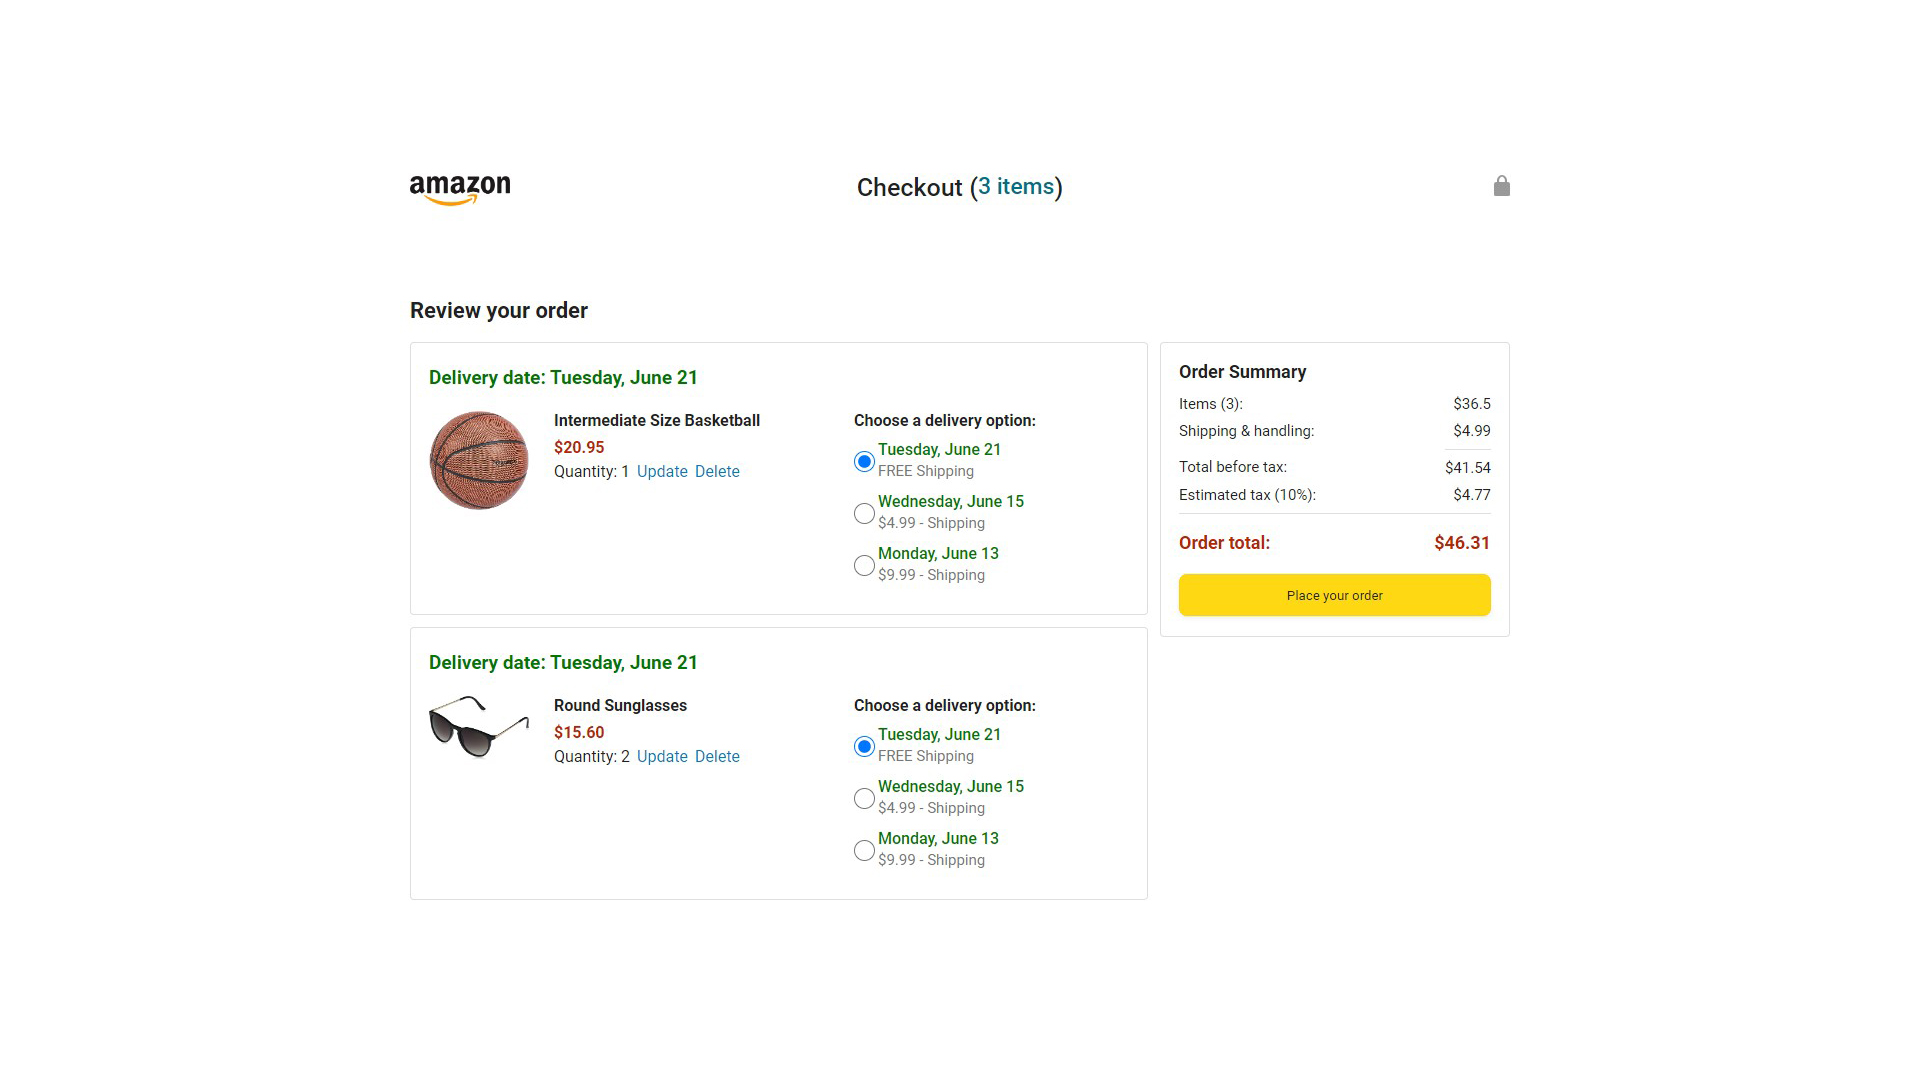 amazon
Checkout (3 items)
Review your order
Delivery date: Tuesday, June 21
Intermediate Size Basketball
$20.95
Quantity: 1 Update Delete
Choose a delivery option:
Tuesday, June 21
FREE Shipping
Wednesday, June 15
$4.99 - Shipping
Monday, June 13
$9.99 - Shipping
Delivery date: Tuesday, June 21
Round Sunglasses
$15.60
Quantity: 2 Update Delete
Choose a delivery option:
Tuesday, June 21
FREE Shipping
Wednesday, June 15
$4.99 - Shipping
Monday, June 13
$9.99 - Shipping
Order Summary
Items (3): $36.5
Shipping & handling: $4.99
Total before tax: $41.54
Estimated tax (10%): $4.77
Order total: $46.31
Place your order